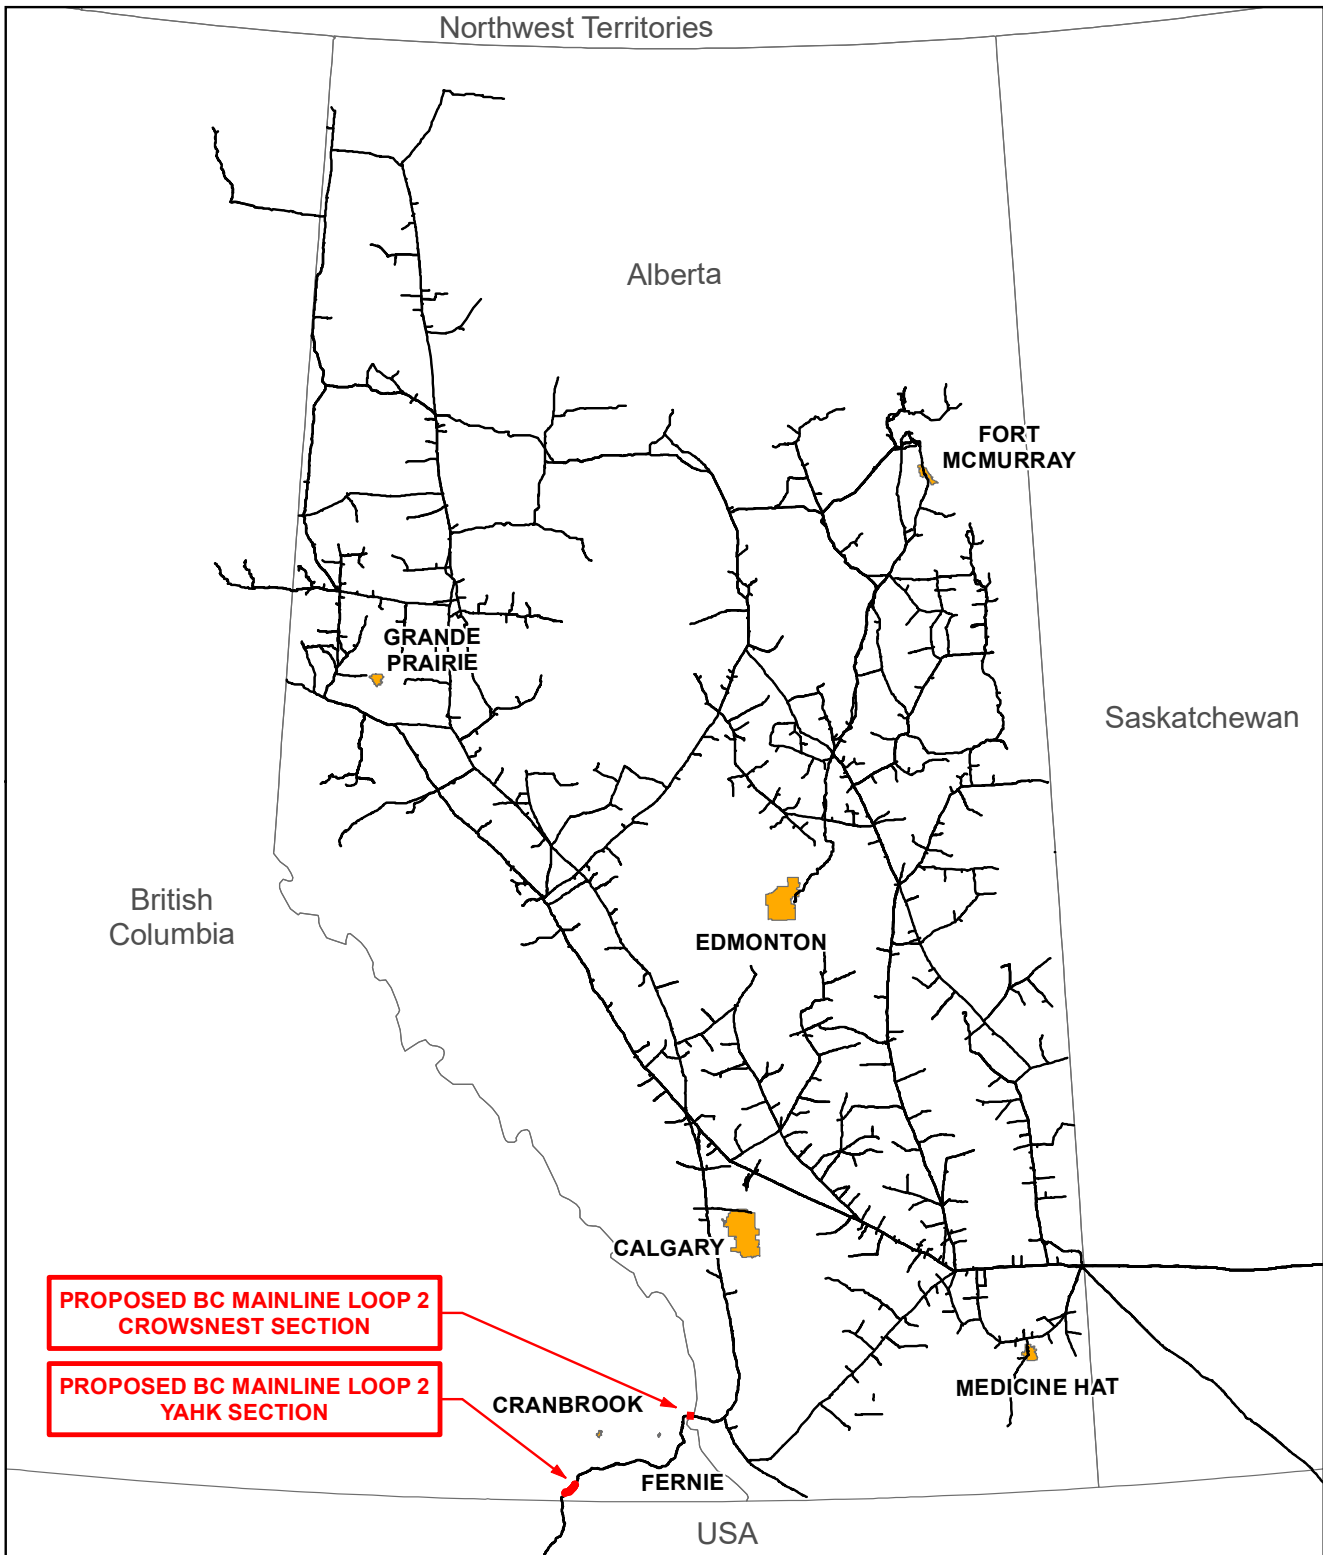 Northwest Territories
Alberta
FORT
MCMURRAY
GRANDE
PRAIRIE
Saskatchewan
British
Columbia
EDMONTON
CALGARY
PROPOSED BC MAINLINE LOOP 2
CROWSNEST SECTION
PROPOSED BC MAINLINE LOOP 2
YAHK SECTION
CRANBROOK
MEDICINE HAT
FERNIE
USA